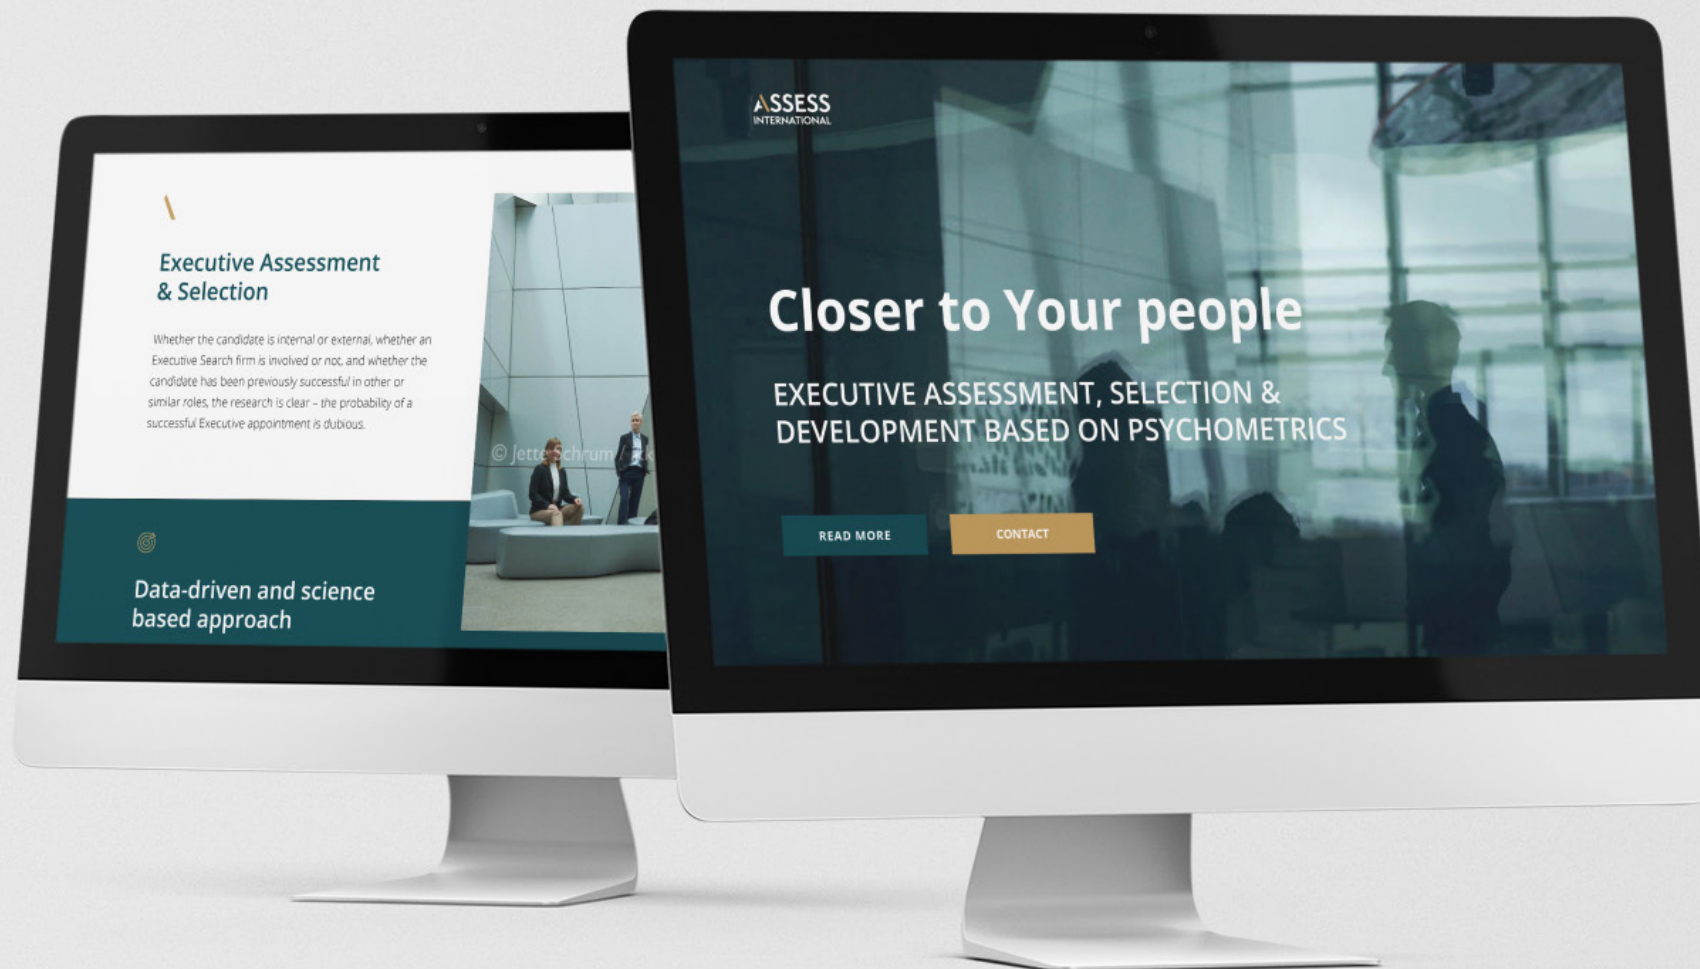 Executive Assessment
& Selection
Whether the candidate is internal or external, whether an
Executive Search firm is involved or not, and whether the
candidate has been previously successful in other or
similar roles, the research is clear – the probability of a
successful Executive appointment is dubious.
© Jette Schrum /
Data-driven and science
based approach
ASSESS
INTERNATIONAL
Closer to Your people
EXECUTIVE ASSESSMENT, SELECTION &
DEVELOPMENT BASED ON PSYCHOMETRICS
READ MORE
CONTACT